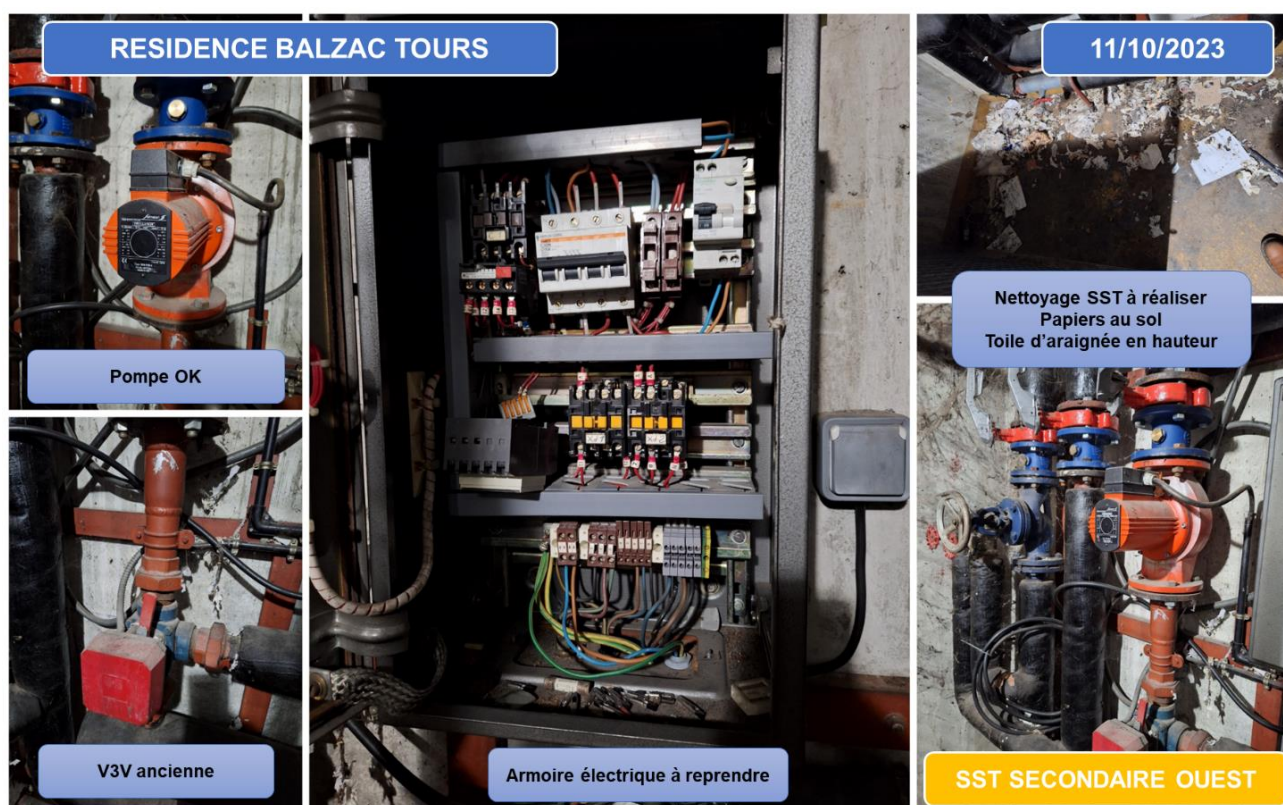 RESIDENCE BALZAC TOURS
11/10/2023
Pompe OK
Nettoyage SST à réaliser
Papiers au sol
Toile d’araignée en hauteur
V3V ancienne
Armoire électrique à reprendre
SST SECONDAIRE OUEST